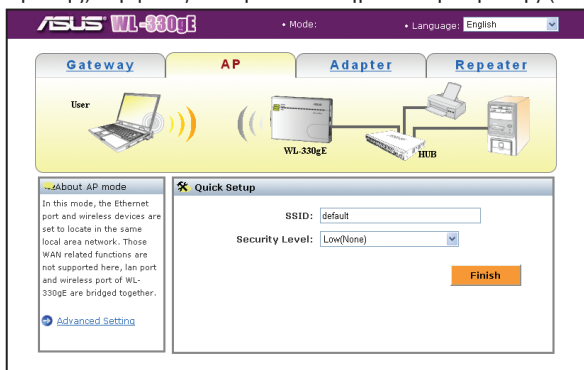 ASUS WL-330gE
• Mode:
• Language: English
Gateway
AP
Adapter
Repeater
User
WL-330gE
HUB
About AP mode
In this mode, the Ethernet
port and wireless devices are
set to locate in the same
local area network. Those
WAN related functions are
not supported here, lan port
and wireless port of WL-
330gE are bridged together.
Advanced Setting
Quick Setup
SSID: default
Security Level: Low(None)
Finish